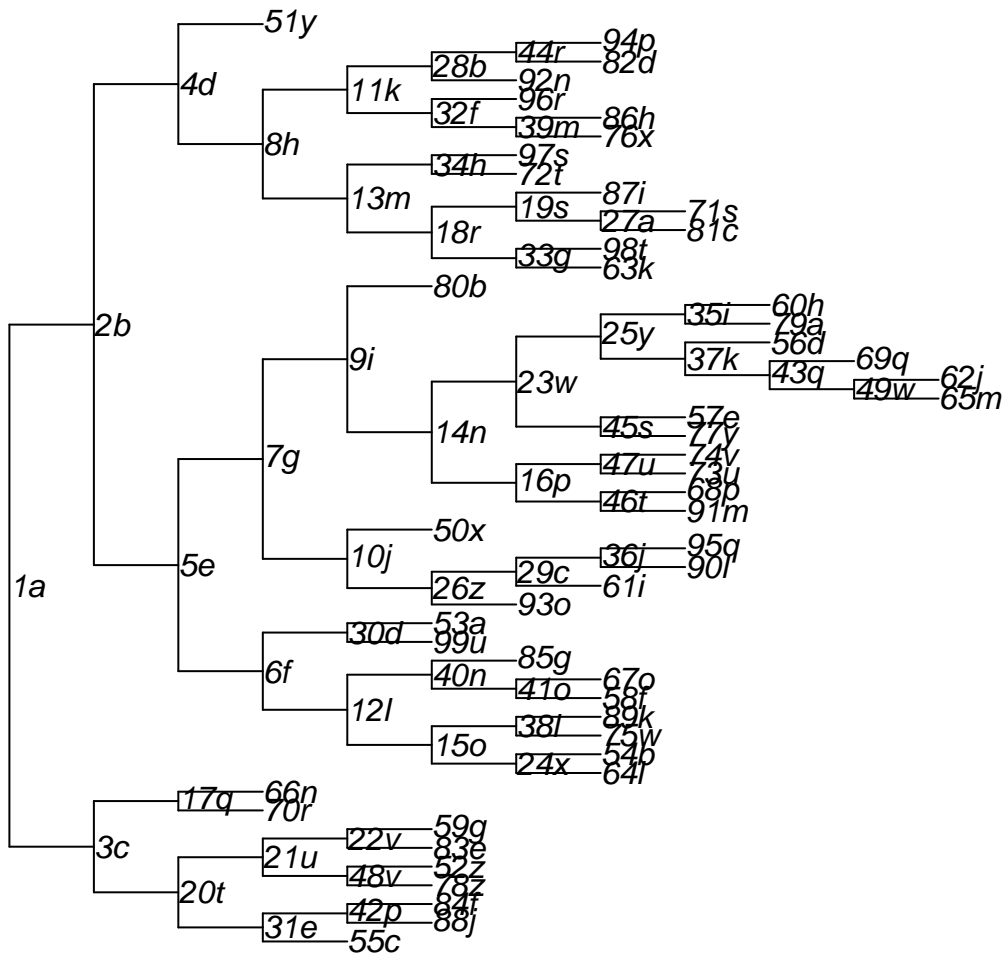 51y
94p
44r
82d
28b
92n
4d
11k
96r
32f
86h
39m
76x
8h
97s
34h
72t
13m
87i
19s
71s
27a
81c
18r
98t
33g
63k
80b
60h
35i
79a
2b
25y
56d
9i
37k
69q
43q
62j
23w
49w
65m
57e
14n
45s
77y
7g
74v
47u
73u
16p
68p
46t
91m
50x
95q
10j
36j
5e
29c
90l
1a
26z
61i
93o
53a
30d
99u
6f
85g
40n
67o
41o
58f
12l
89k
38l
75w
15o
54b
24x
64l
66n
17q
70r
59g
3c
22v
83e
21u
52z
48v
78z
20t
84f
42p
88j
31e
55c